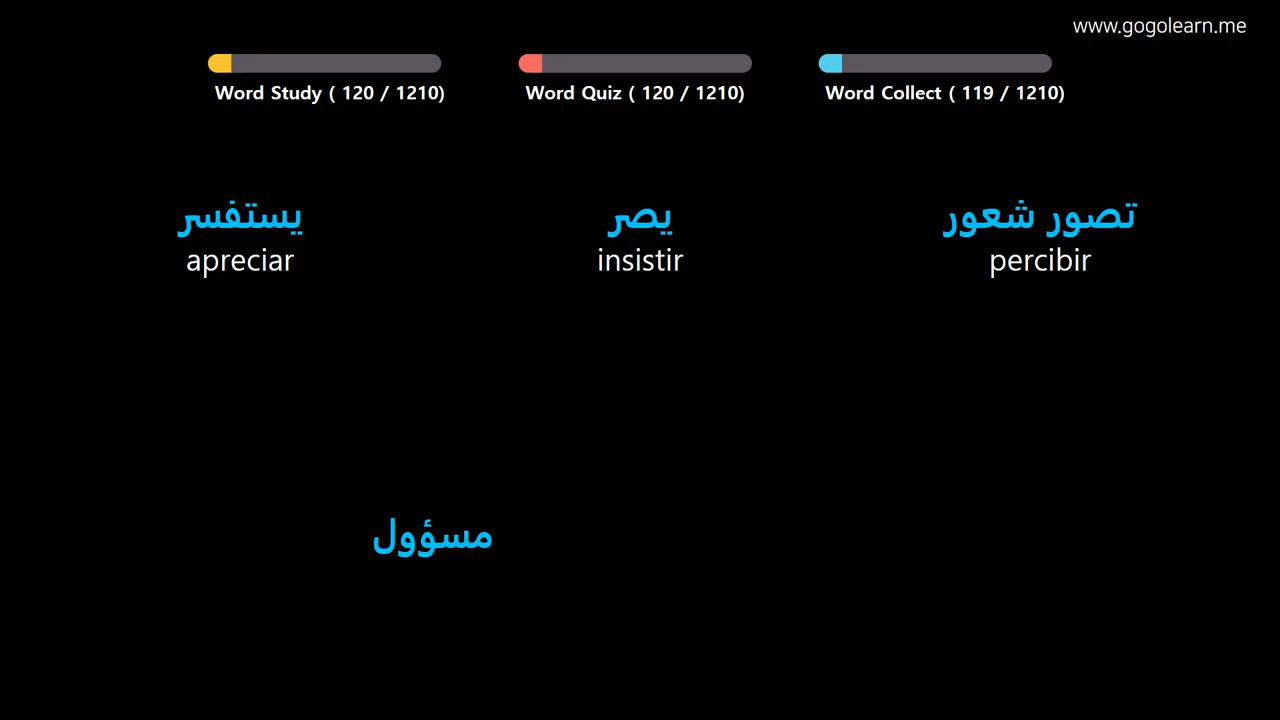 www.gogolearn.me
Word Study ( 120 / 1210)
Word Quiz ( 120 / 1210)
Word Collect ( 119 / 1210)
يستفسر
apreciar
يصر
insistir
تصور شعور
percibir
مسؤول